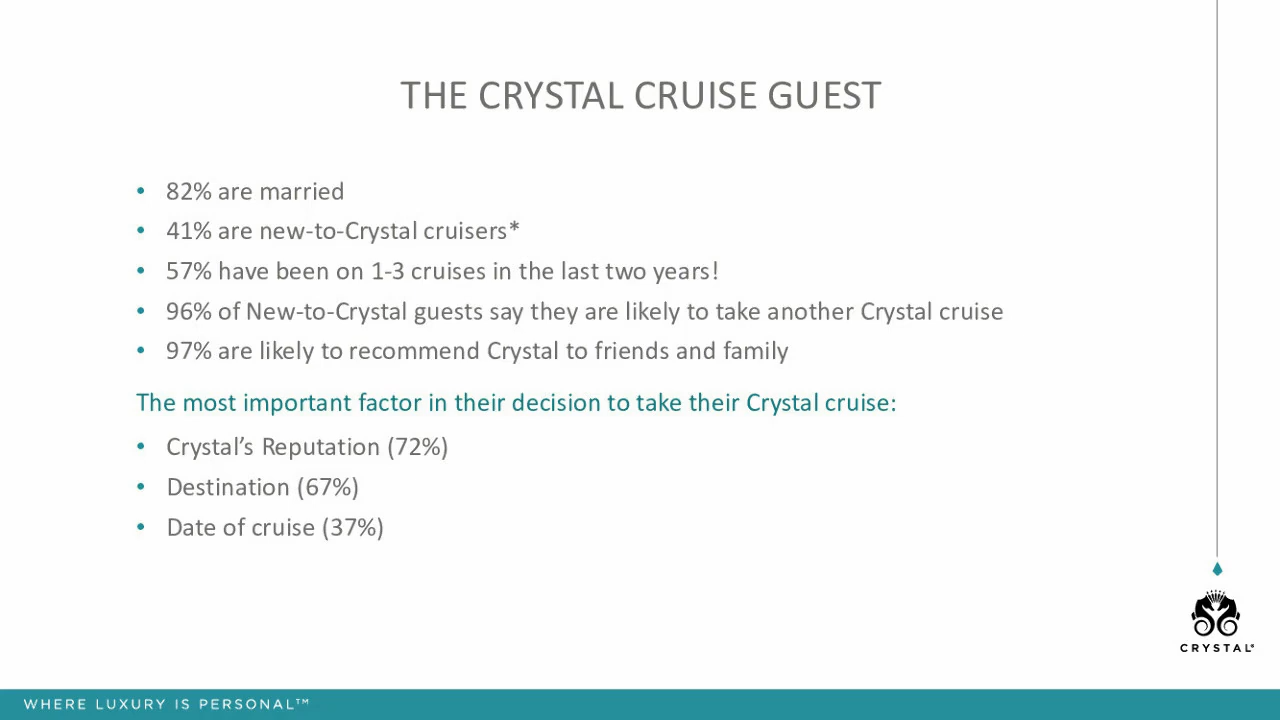 THE CRYSTAL CRUISE GUEST
• 82% are married
• 41% are new-to-Crystal cruisers*
• 57% have been on 1-3 cruises in the last two years!
• 96% of New-to-Crystal guests say they are likely to take another Crystal cruise
• 97% are likely to recommend Crystal to friends and family
The most important factor in their decision to take their Crystal cruise:
• Crystal’s Reputation (72%)
• Destination (67%)
• Date of cruise (37%)
CRYSTAL®
WHERE LUXURY IS PERSONAL™